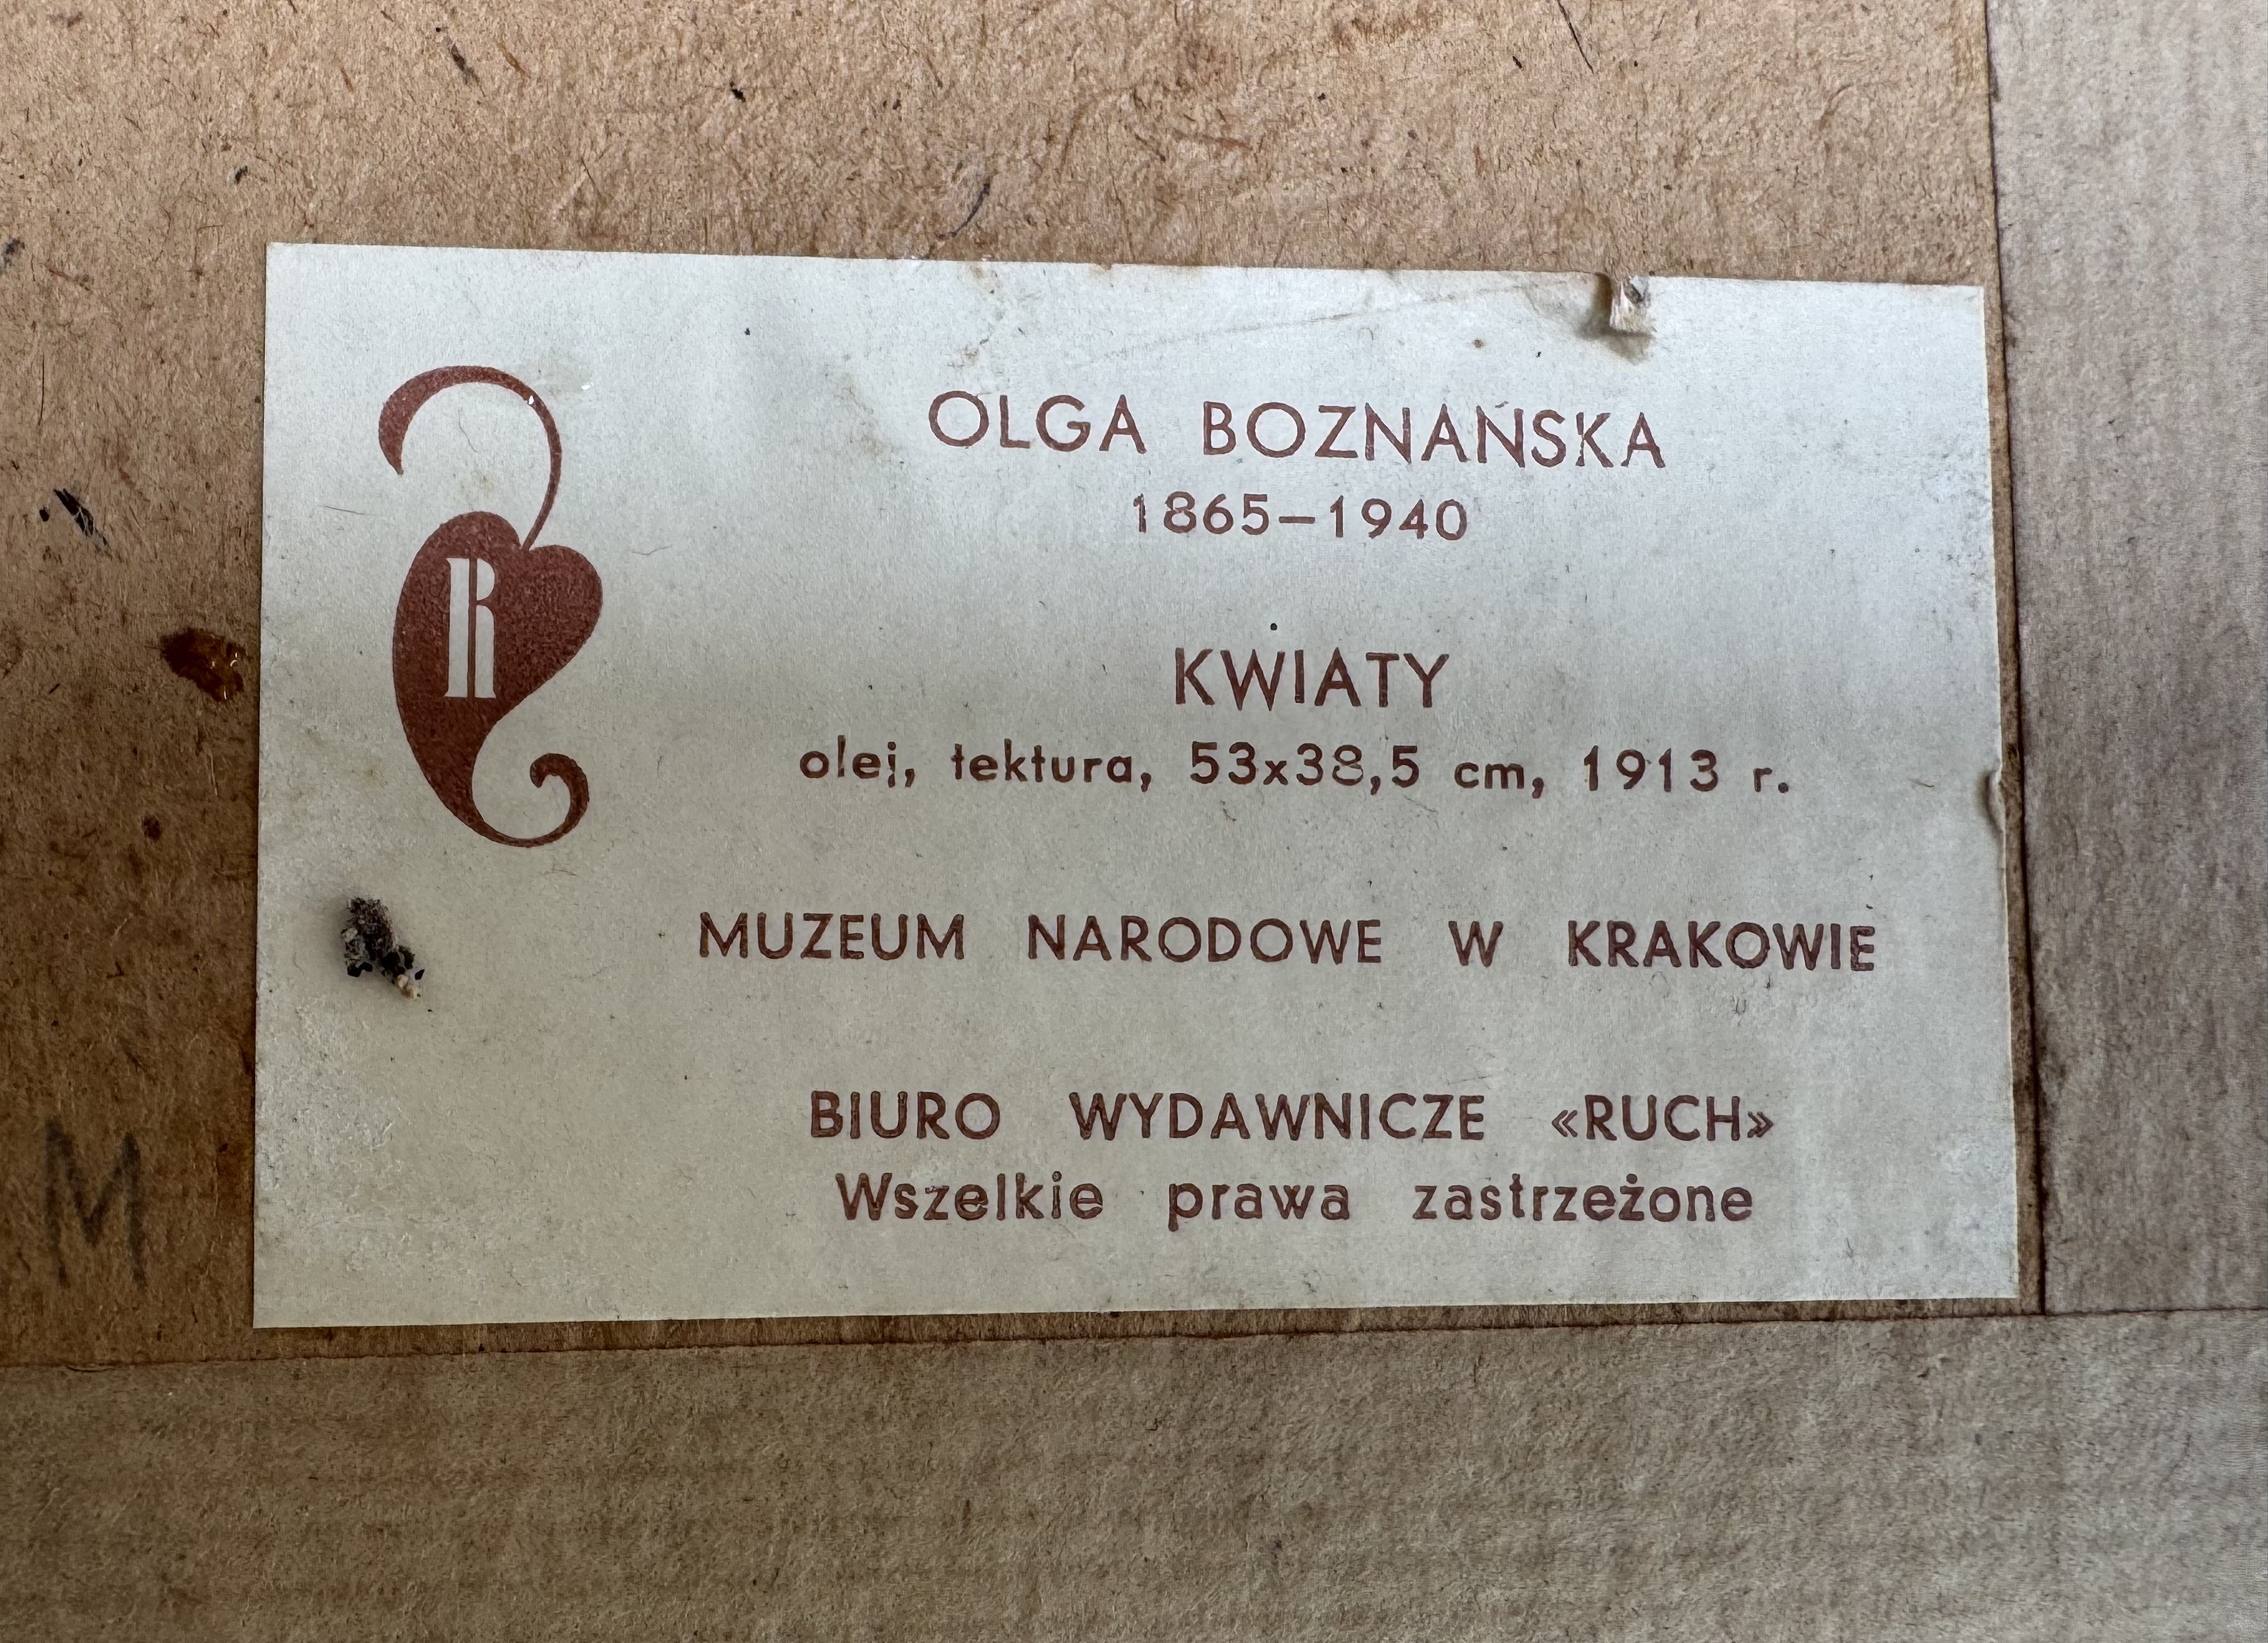 R
OLGA BOZNAŃSKA
1865–1940
KWIATY
olej, tektura, 53x38,5 cm, 1913 r.
MUZEUM NARODOWE W KRAKOWIE
BIURO WYDAWNICZE «RUCH»
Wszelkie prawa zastrzeżone
M